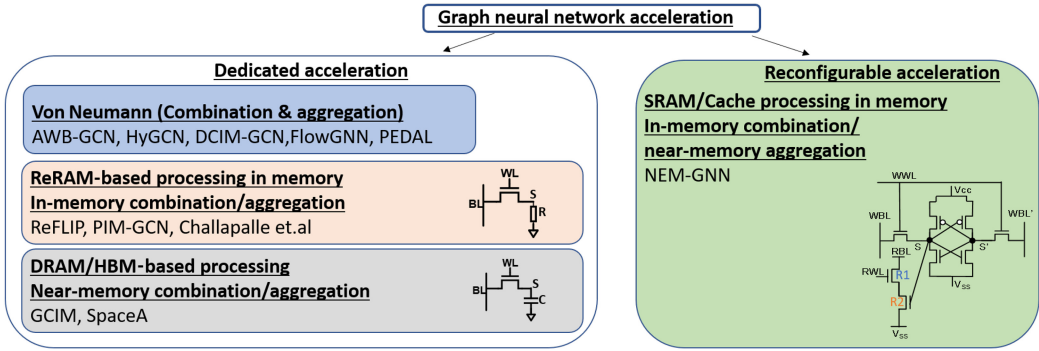 Graph neural network acceleration
Dedicated acceleration
Von Neumann (Combination & aggregation)
AWB-GCN, HyGCN, DCIM-GCN,FlowGNN, PEDAL
ReRAM-based processing in memory
In-memory combination/aggregation
ReFLIP, PIM-GCN, Challapalle et.al
WL
BL
S
R
DRAM/HBM-based processing
Near-memory combination/aggregation
GCIM, SpaceA
WL
BL
S
C
Reconfigurable acceleration
SRAM/Cache processing in memory
In-memory combination/
near-memory aggregation
NEM-GNN
WWL
Vcc
WBL
WBL'
S
S'
RBL
RWL
R1
Vss
R2
Vss